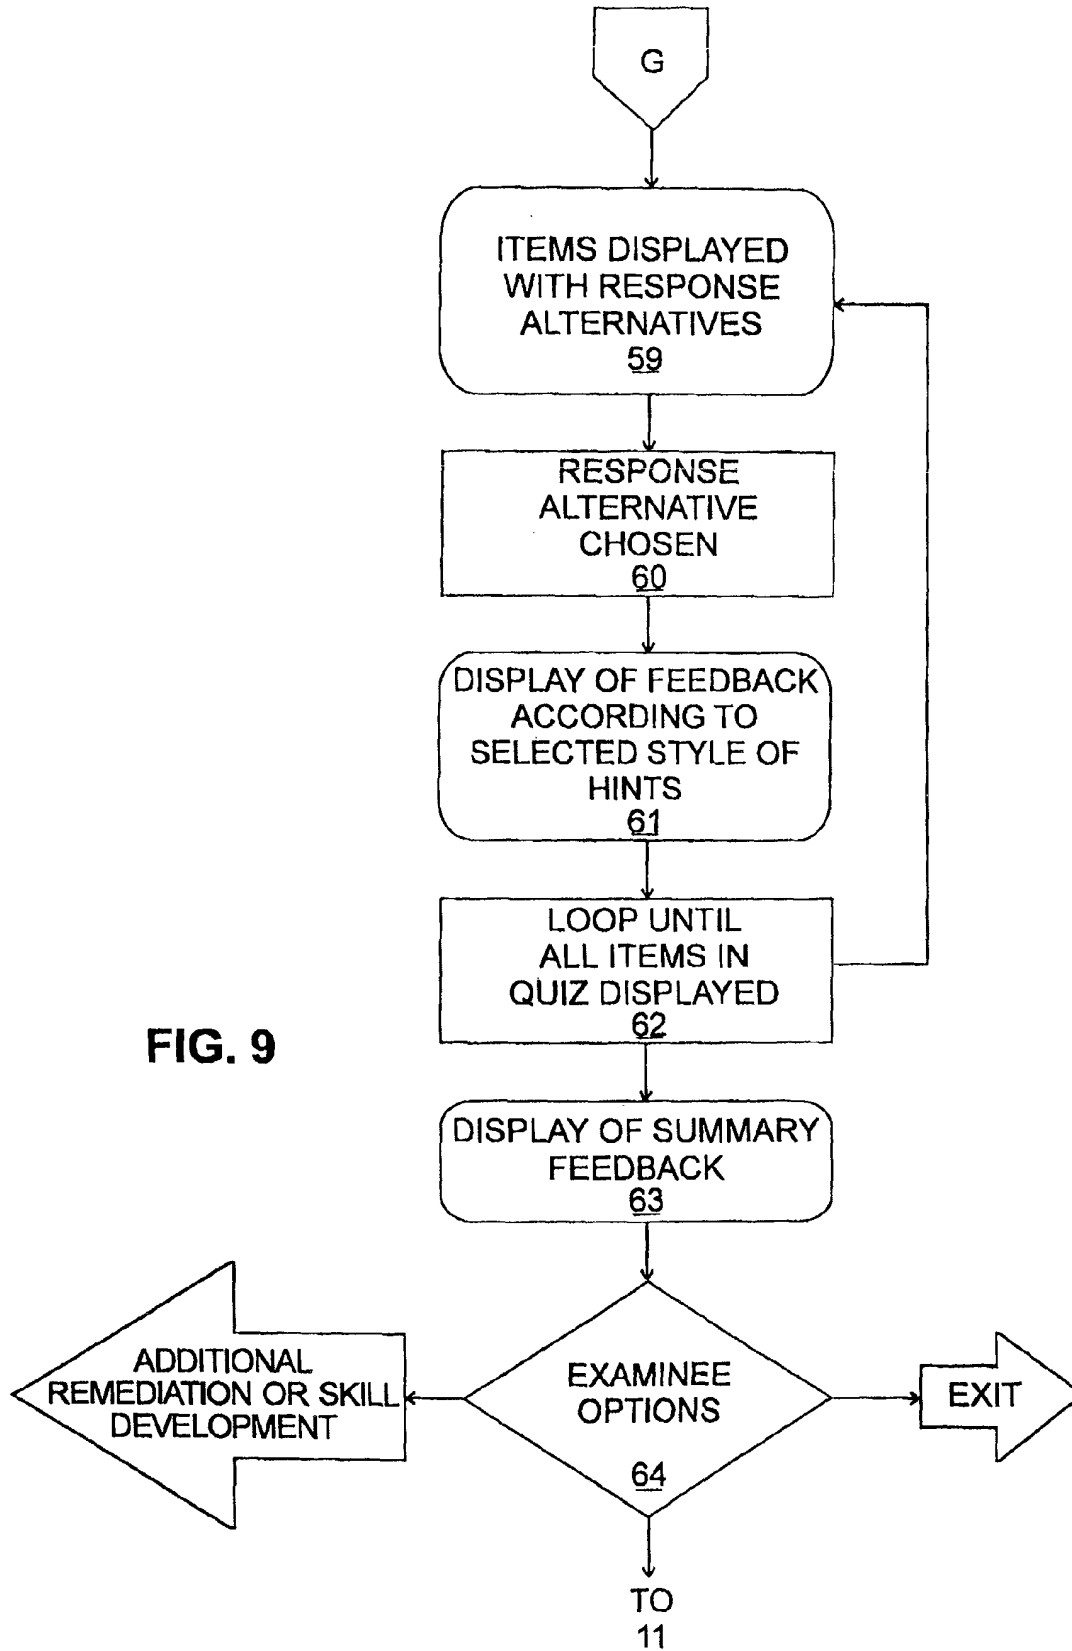 G
ITEMS DISPLAYED
WITH RESPONSE
ALTERNATIVES
59
RESPONSE
ALTERNATIVE
CHOSEN
60
DISPLAY OF FEEDBACK
ACCORDING TO
SELECTED STYLE OF
HINTS
61
LOOP UNTIL
ALL ITEMS IN
QUIZ DISPLAYED
62
FIG. 9
DISPLAY OF SUMMARY
FEEDBACK
63
ADDITIONAL
REMEDIATION OR SKILL
DEVELOPMENT
EXAMINEE
OPTIONS
64
EXIT
TO
11